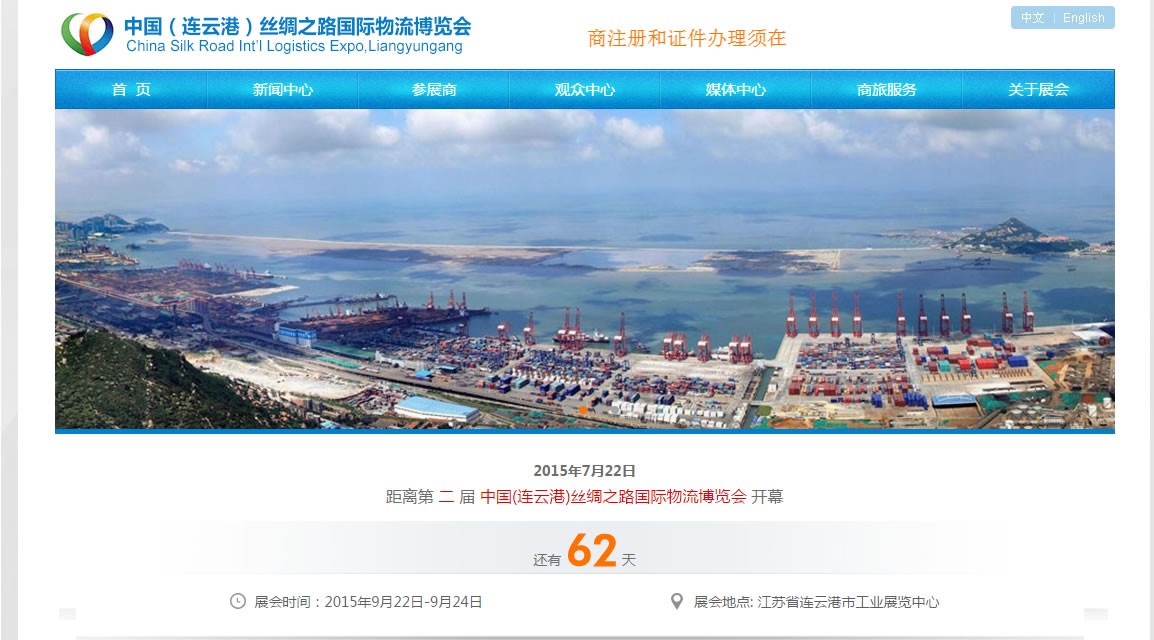 中国（连云港）丝绸之路国际物流博览会
China Silk Road Int'l Logistics Expo,Liangyungang
商注册和证件办理须在
中文 | English
首 页 新闻中心 参展商 观众中心 媒体中心 商旅服务 关于展会
2015年7月22日
距离第 二 届 中国(连云港)丝绸之路国际物流博览会 开幕
还有 62 天
展会时间：2015年9月22日-9月24日
展会地点: 江苏省连云港市工业展览中心